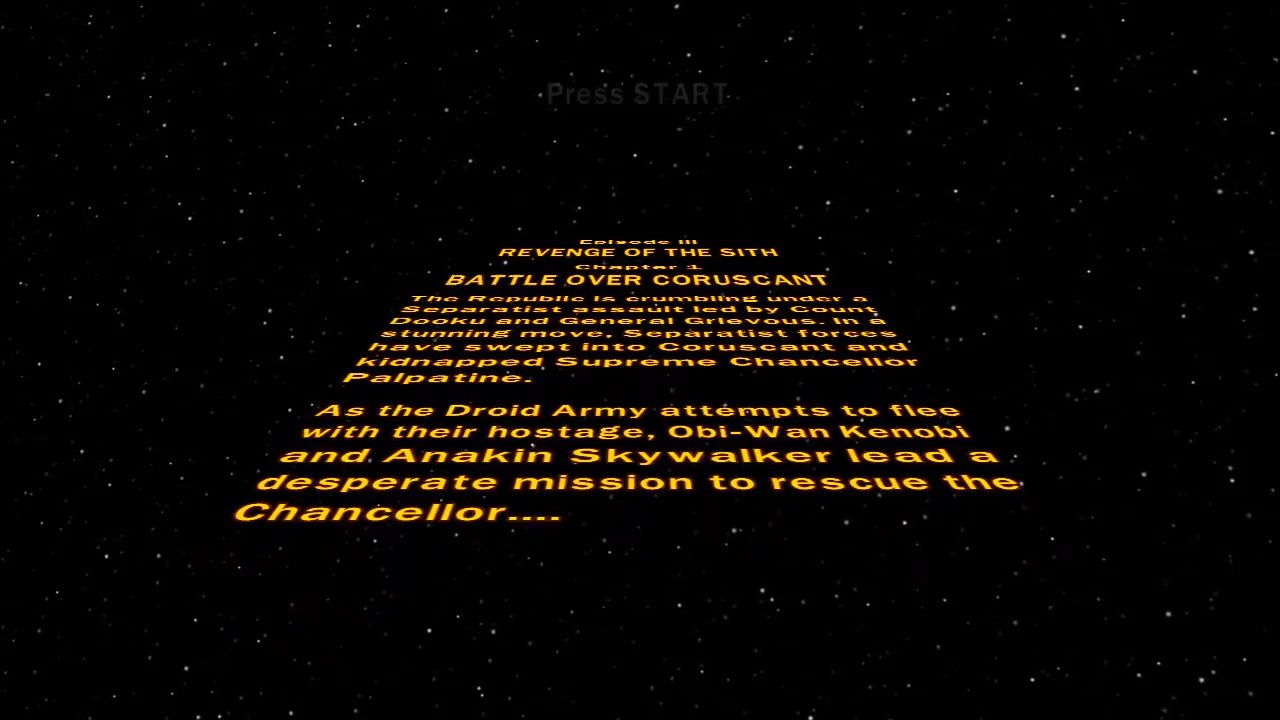 Press START
Episode III
REVENGE OF THE SITH
Chapter 1
BATTLE OVER CORUSCANT
The Republic is crumbling under a
Separatist assault led by Count
Dooku and General Grievous. In a
stunning move, Separatist forces
have swept into Coruscant and
kidnapped Supreme Chancellor
Palpatine.
As the Droid Army attempts to flee
with their hostage, Obi-Wan Kenobi
and Anakin Skywalker lead a
desperate mission to rescue the
Chancellor....